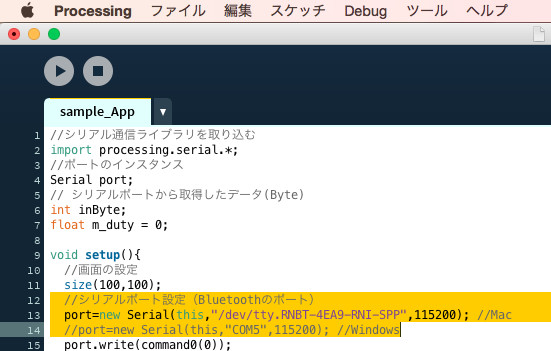 Processing ファイル 編集 スケッチ Debug ツール ヘルプ
sample_App ▼
1 //シリアル通信ライブラリを取り込む
2 import processing.serial.*;
3 //ポートのインスタンス
4 Serial port;
5 // シリアルポートから取得したデータ(Byte)
6 int inByte;
7 float m_duty = 0;
8
9 void setup(){
10 //画面の設定
11 size(100,100);
12 //シリアルポート設定（Bluetoothのポート）
13 port=new Serial(this,"/dev/tty.RNBT-4EA9-RNI-SPP",115200); //Mac
14 //port=new Serial(this,"COM5",115200); //Windows
15 port.write(command0(0));